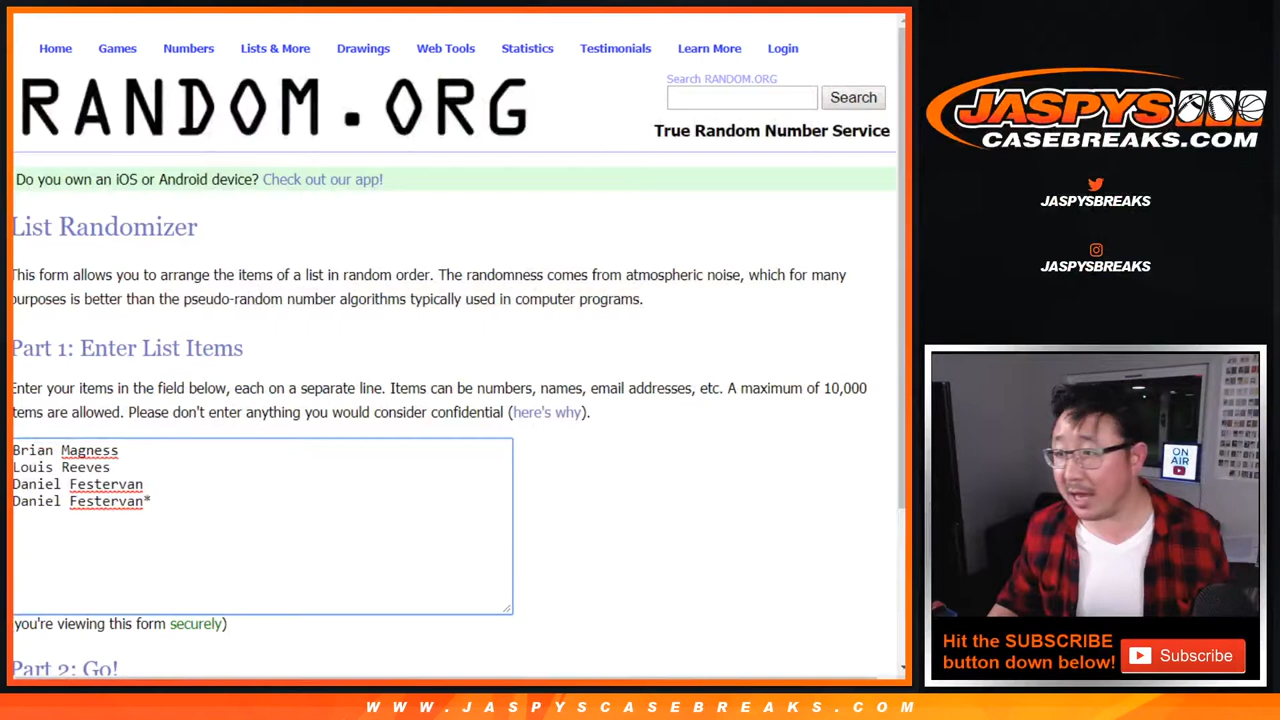 Home Games Numbers Lists & More Drawings Web Tools Statistics Testimonials Learn More Login
RANDOM.ORG
Search RANDOM.ORG
Search
True Random Number Service
Do you own an iOS or Android device? Check out our app!
List Randomizer
This form allows you to arrange the items of a list in random order. The randomness comes from atmospheric noise, which for many
purposes is better than the pseudo-random number algorithms typically used in computer programs.
Part 1: Enter List Items
Enter your items in the field below, each on a separate line. Items can be numbers, names, email addresses, etc. A maximum of 10,000
items are allowed. Please don't enter anything you would consider confidential (here's why).
Brian Magness
Louis Reeves
Daniel Festervan
Daniel Festervan*
you're viewing this form securely)
Part 2: Go!
JASPYS
CASEBREAKS.COM
JASPYSBREAKS
JASPYSBREAKS
ON
AIR
Hit the SUBSCRIBE
button down below!
Subscribe
WWW.JASPYSCASEBREAKS.COM